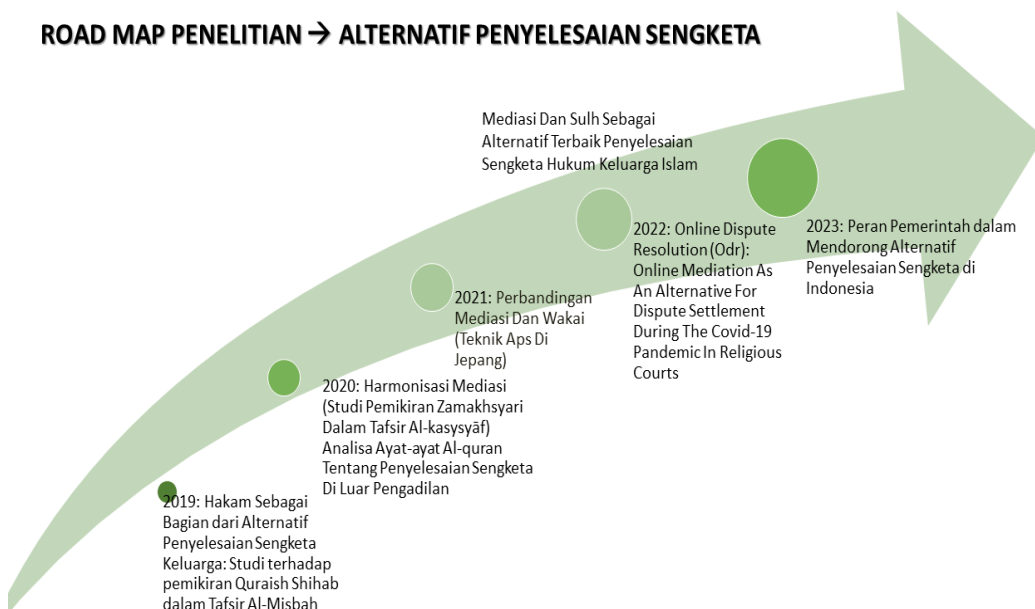 ROAD MAP PENELITIAN → ALTERNATIF PENYELESAIAN SENGKETA
Mediasi Dan Sulh Sebagai
Alternatif Terbaik Penyelesaian
Sengketa Hukum Keluarga Islam
2023: Peran Pemerintah dalam
Mendorong Alternatif
Penyelesaian Sengketa di
Indonesia
2022: Online Dispute
Resolution (Odr):
Online Mediation As
An Alternative For
Dispute Settlement
During The Covid-19
Pandemic In Religious
Courts
2021: Perbandingan
Mediasi Dan Wakai
(Teknik Aps Di
Jepang)
2020: Harmonisasi Mediasi
(Studi Pemikiran Zamakhsyari
Dalam Tafsir Al-kasysyāf)
Analisa Ayat-ayat Al-quran
Tentang Penyelesaian Sengketa
Di Luar Pengadilan
2019: Hakam Sebagai
Bagian dari Alternatif
Penyelesaian Sengketa
Keluarga: Studi terhadap
pemikiran Quraish Shihab
dalam Tafsir Al-Misbah